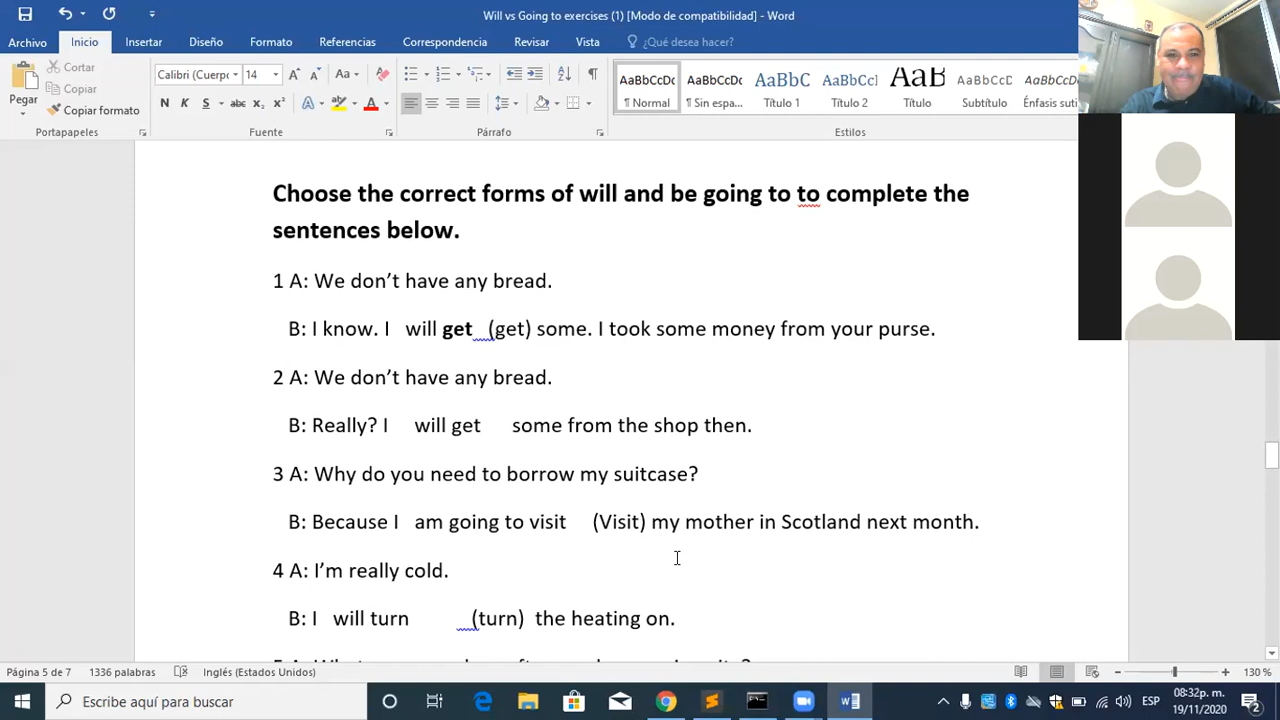 Will vs Going to exercises (1) [Modo de compatibilidad] - Word
Archivo Inicio Insertar Diseño Formato Referencias Correspondencia Revisar Vista ¿Qué desea hacer?
Pegar
Cortar
Copiar
Copiar formato
Calibri (Cuerpo 14
N K S abc x₂ x² A A
AaBbCcDc AaBbCcDc AaBbC AaBbCcI AaB AaBbCcD AaBbCcDc
¶ Normal ¶ Sin espa... Título 1 Título 2 Título Subtítulo Énfasis suti
Portapapeles Fuente Párrafo Estilos
Choose the correct forms of will and be going to to complete the
sentences below.
1 A: We don’t have any bread.
B: I know. I will get (get) some. I took some money from your purse.
2 A: We don’t have any bread.
B: Really? I will get some from the shop then.
3 A: Why do you need to borrow my suitcase?
B: Because I am going to visit (Visit) my mother in Scotland next month.
4 A: I’m really cold.
B: I will turn (turn) the heating on.
Página 5 de 7 1336 palabras Inglés (Estados Unidos) 130 %
Escribe aquí para buscar
ESP
08:32p. m.
19/11/2020
2